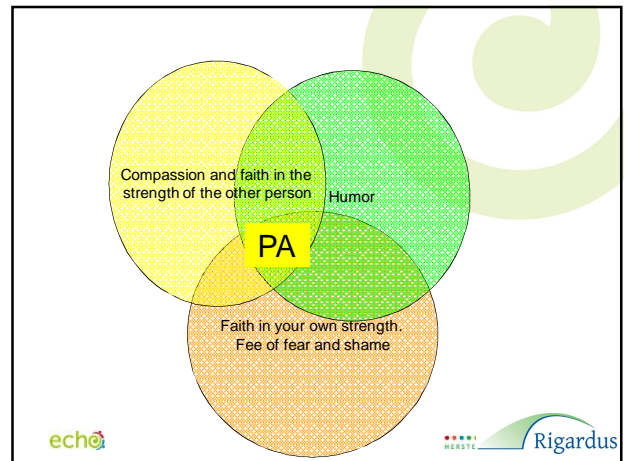 Compassion and faith in the
strength of the other person
Humor
PA
Faith in your own strength.
Fee of fear and shame
echo
HERSTE
Rigardus